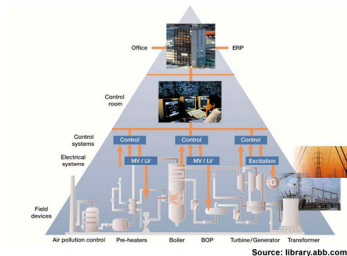 Office
ERP
Control
room
Control
systems
Control
Control
Control
Electrical
systems
MV / LV
MV / LV
Excitation
Field
devices
Air pollution control
Pre-heaters
Boiler
BOP
Turbine/Generator
Transformer
Source: library.abb.com